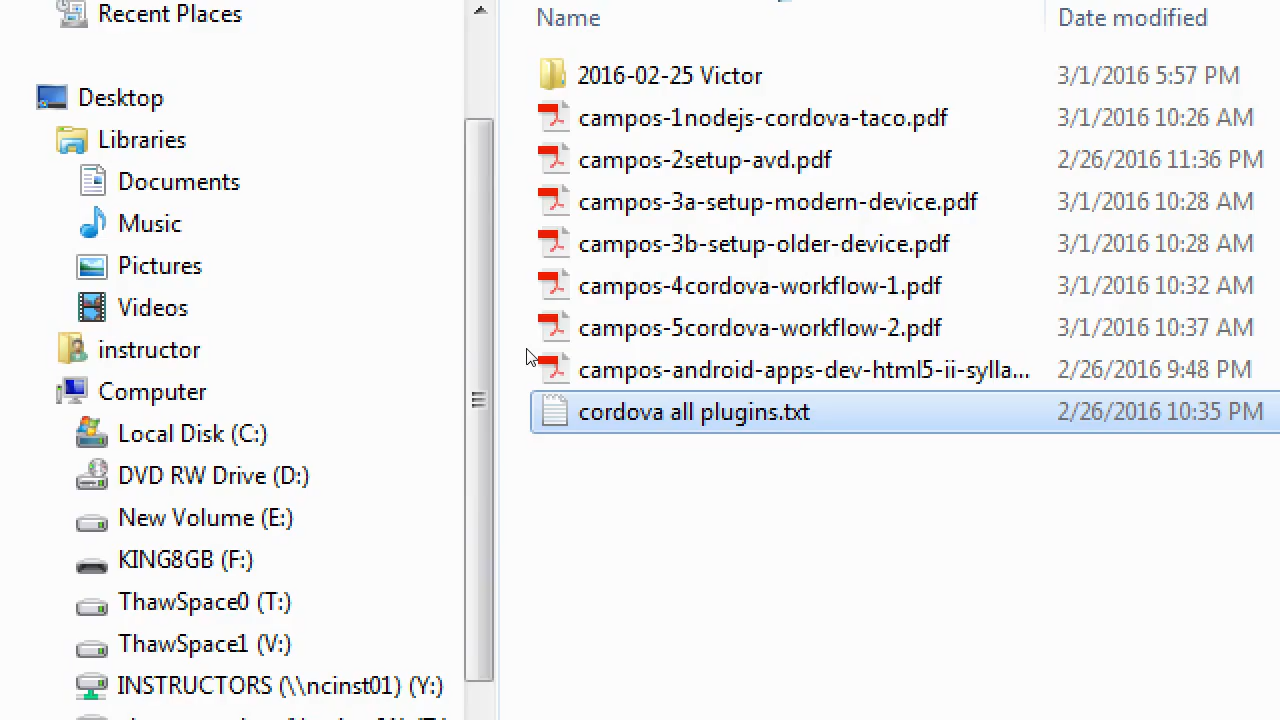 Recent Places
Desktop
Libraries
Documents
Music
Pictures
Videos
instructor
Computer
Local Disk (C:)
DVD RW Drive (D:)
New Volume (E:)
KING8GB (F:)
ThawSpace0 (T:)
ThawSpace1 (V:)
INSTRUCTORS (\\ncinst01) (Y:)
Name Date modified
2016-02-25 Victor 3/1/2016 5:57 PM
campos-1nodejs-cordova-taco.pdf 3/1/2016 10:26 AM
campos-2setup-avd.pdf 2/26/2016 11:36 PM
campos-3a-setup-modern-device.pdf 3/1/2016 10:28 AM
campos-3b-setup-older-device.pdf 3/1/2016 10:28 AM
campos-4cordova-workflow-1.pdf 3/1/2016 10:32 AM
campos-5cordova-workflow-2.pdf 3/1/2016 10:37 AM
campos-android-apps-dev-html5-ii-sylla... 2/26/2016 9:48 PM
cordova all plugins.txt 2/26/2016 10:35 PM